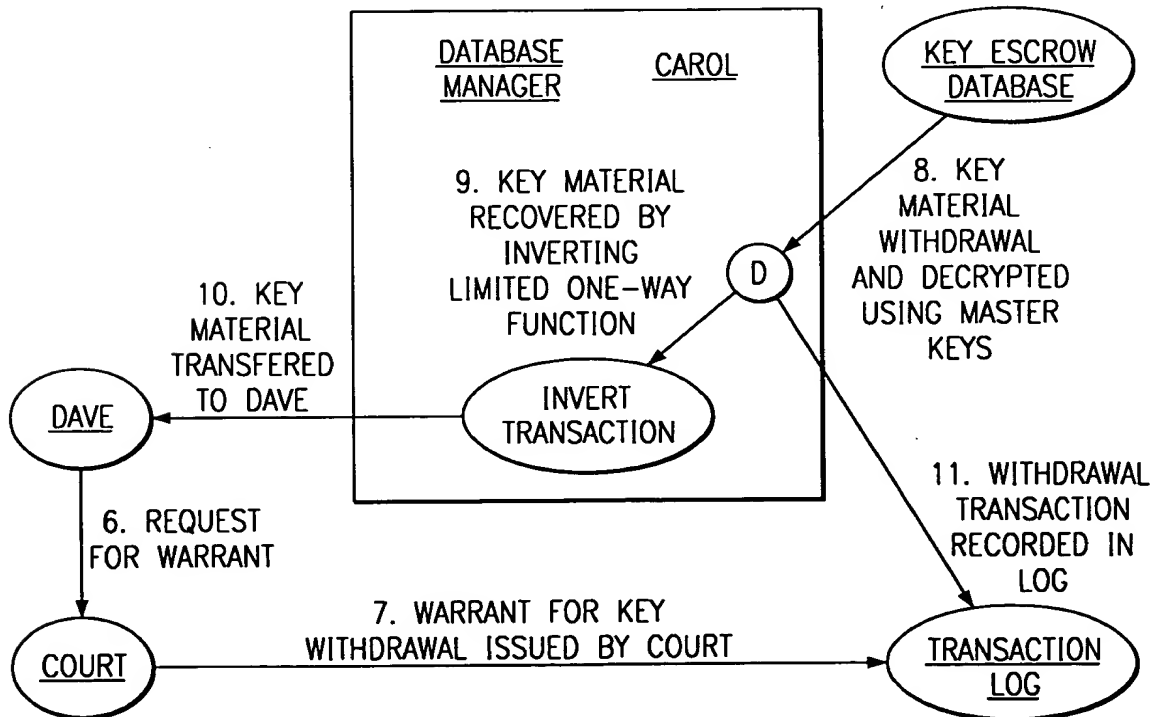 DATABASE
MANAGER
CAROL
KEY ESCROW
DATABASE
9. KEY MATERIAL
RECOVERED BY
INVERTING
LIMITED ONE-WAY
FUNCTION
8. KEY
MATERIAL
WITHDRAWAL
AND DECRYPTED
USING MASTER
KEYS
D
10. KEY
MATERIAL
TRANSFERED
TO DAVE
DAVE
INVERT
TRANSACTION
11. WITHDRAWAL
TRANSACTION
RECORDED IN
LOG
6. REQUEST
FOR WARRANT
7. WARRANT FOR KEY
WITHDRAWAL ISSUED BY COURT
COURT
TRANSACTION
LOG